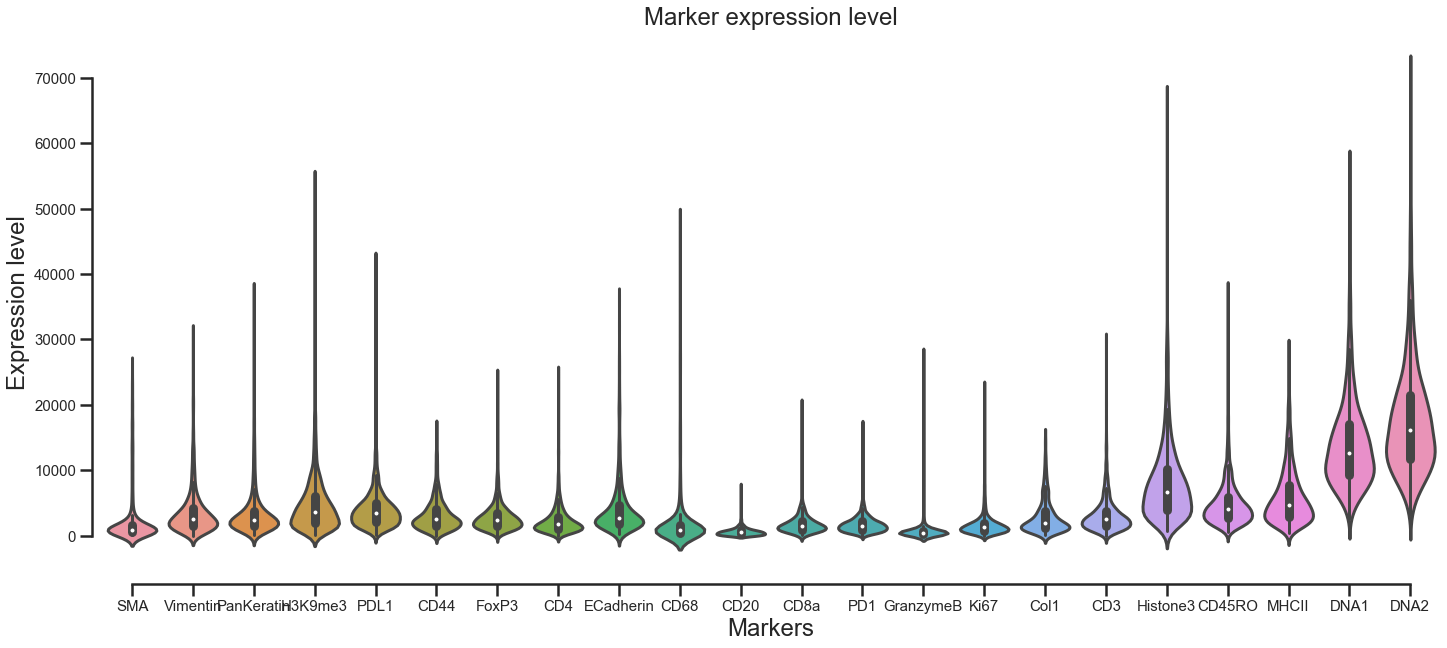 Marker expression level
Expression level
70000
60000
50000
40000
30000
20000
10000
0
SMA Vimentin PanKeratin H3K9me3 PDL1 CD44 FoxP3 CD4 ECadherin CD68 CD20 CD8a PD1 GranzymeB Ki67 Col1 CD3 Histone3 CD45RO MHCII DNA1 DNA2
Markers